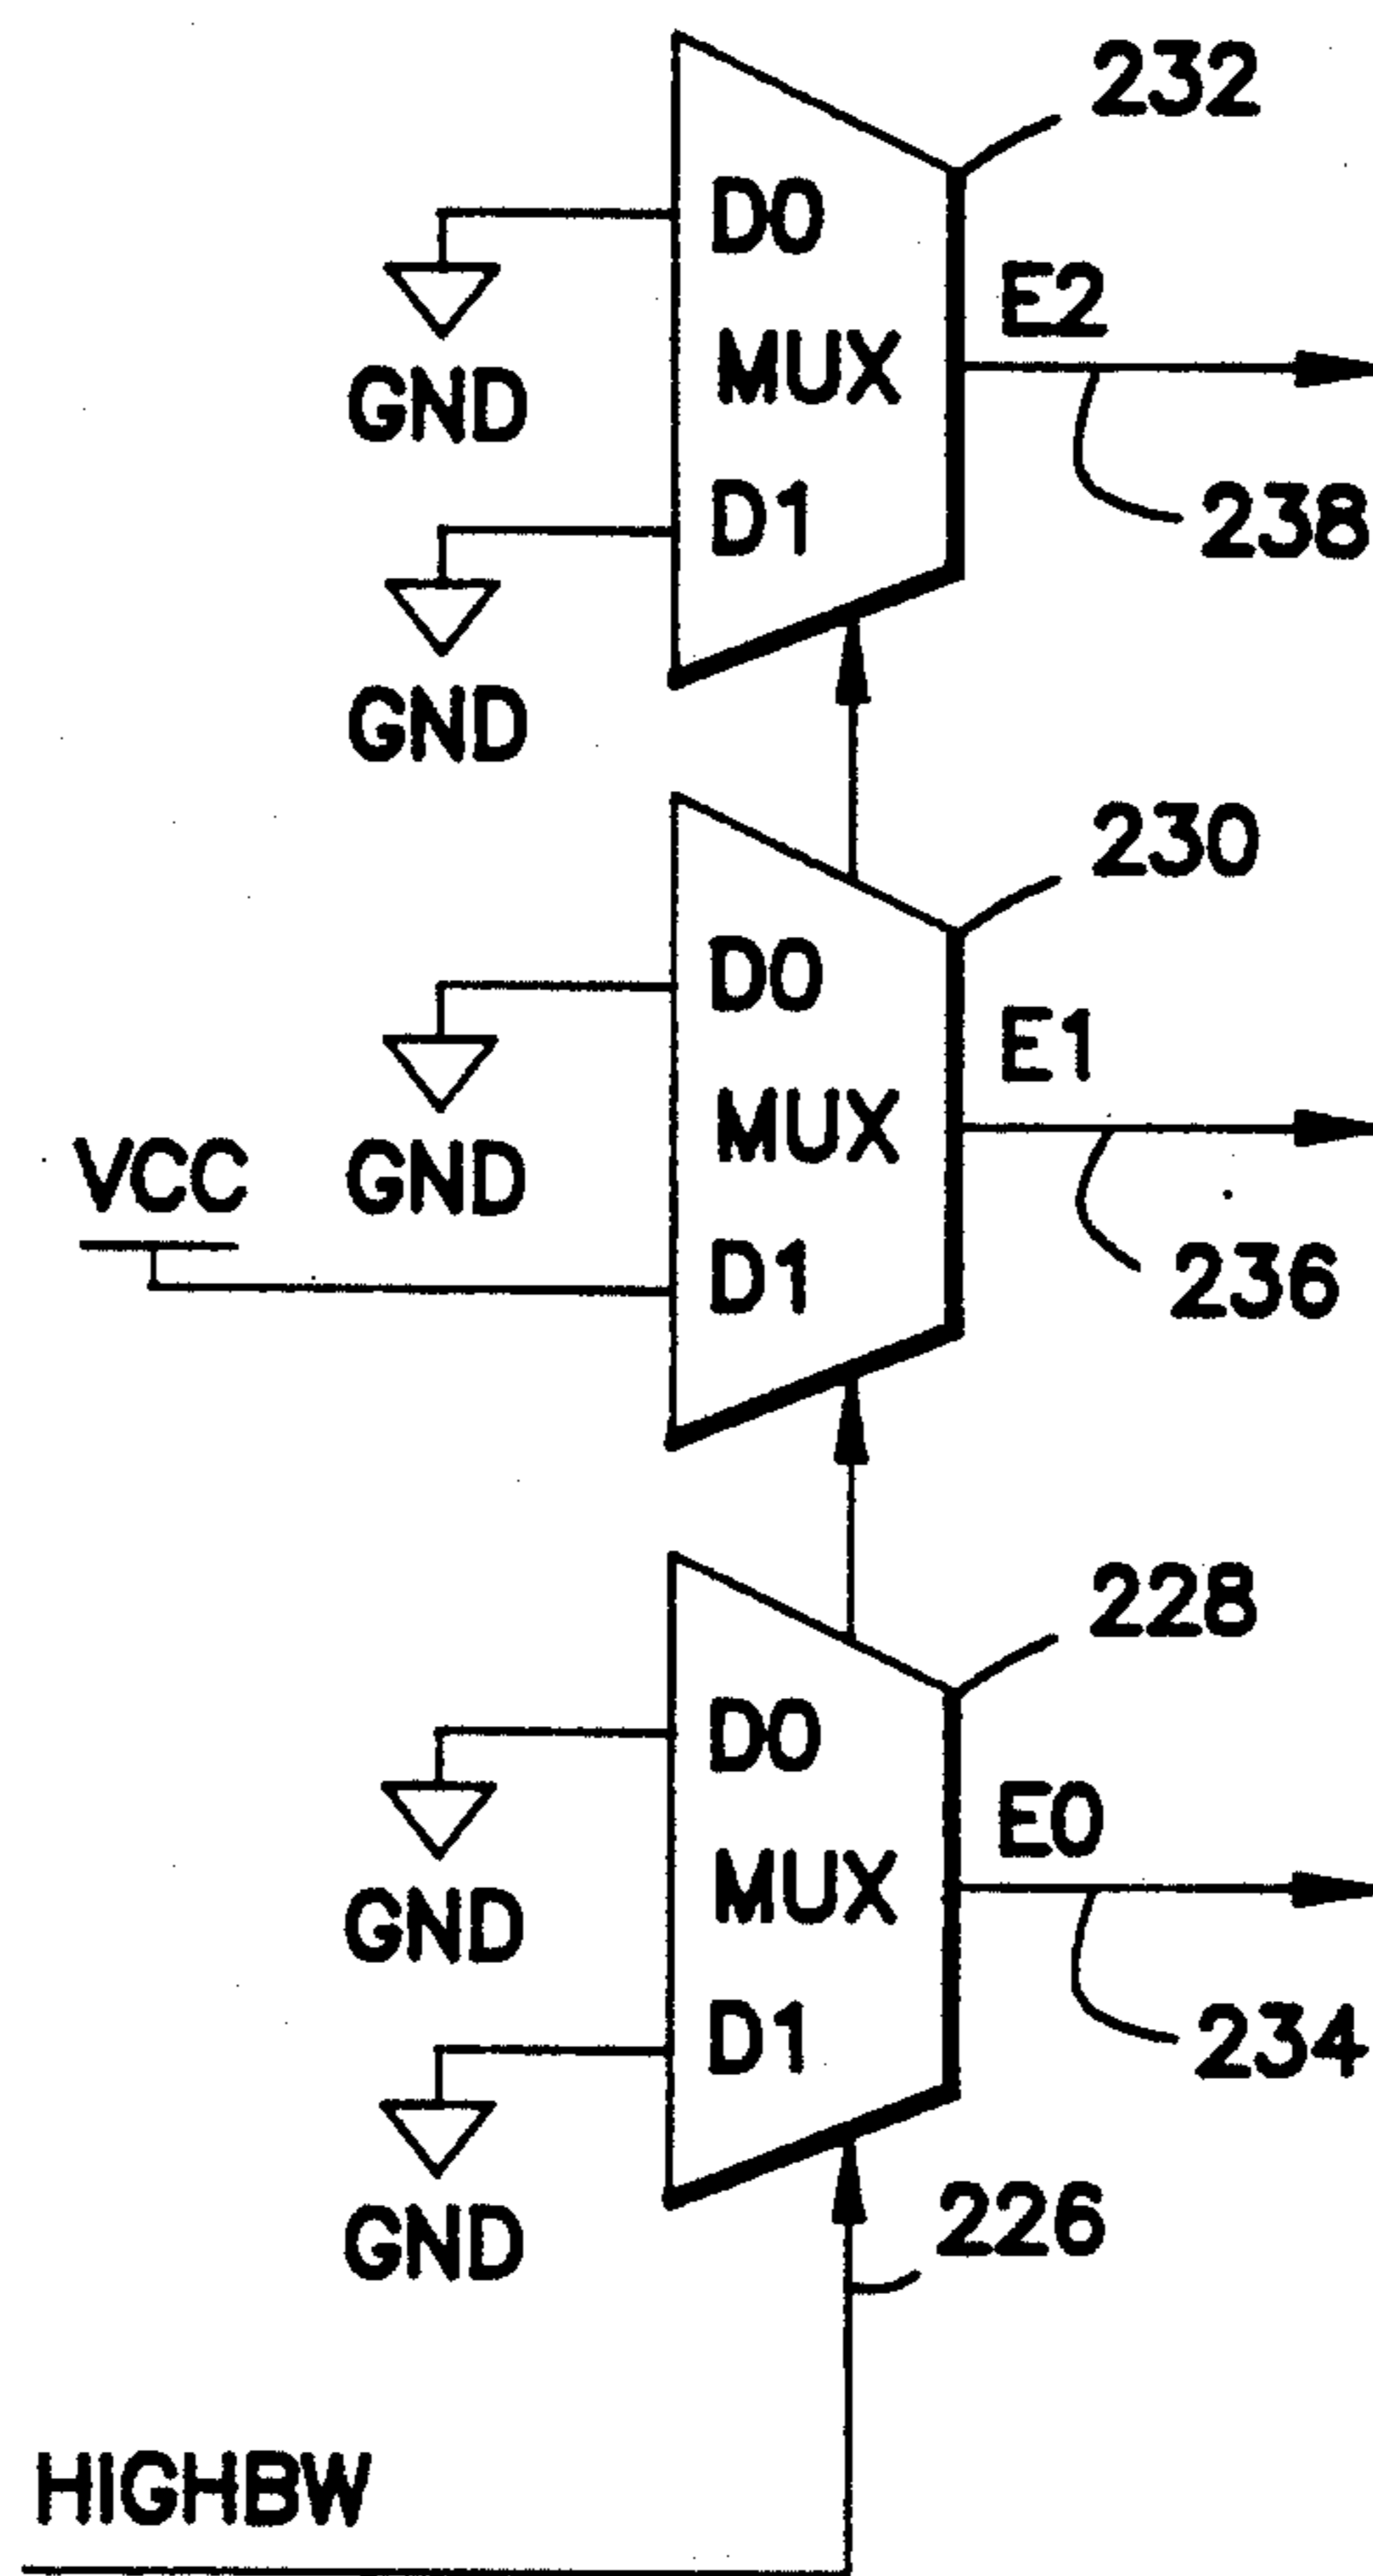 232
D0
E2
MUX
GND
D1
238
GND
230
D0
E1
MUX
VCC
GND
D1
236
228
D0
E0
MUX
GND
D1
234
226
GND
HIGHBW